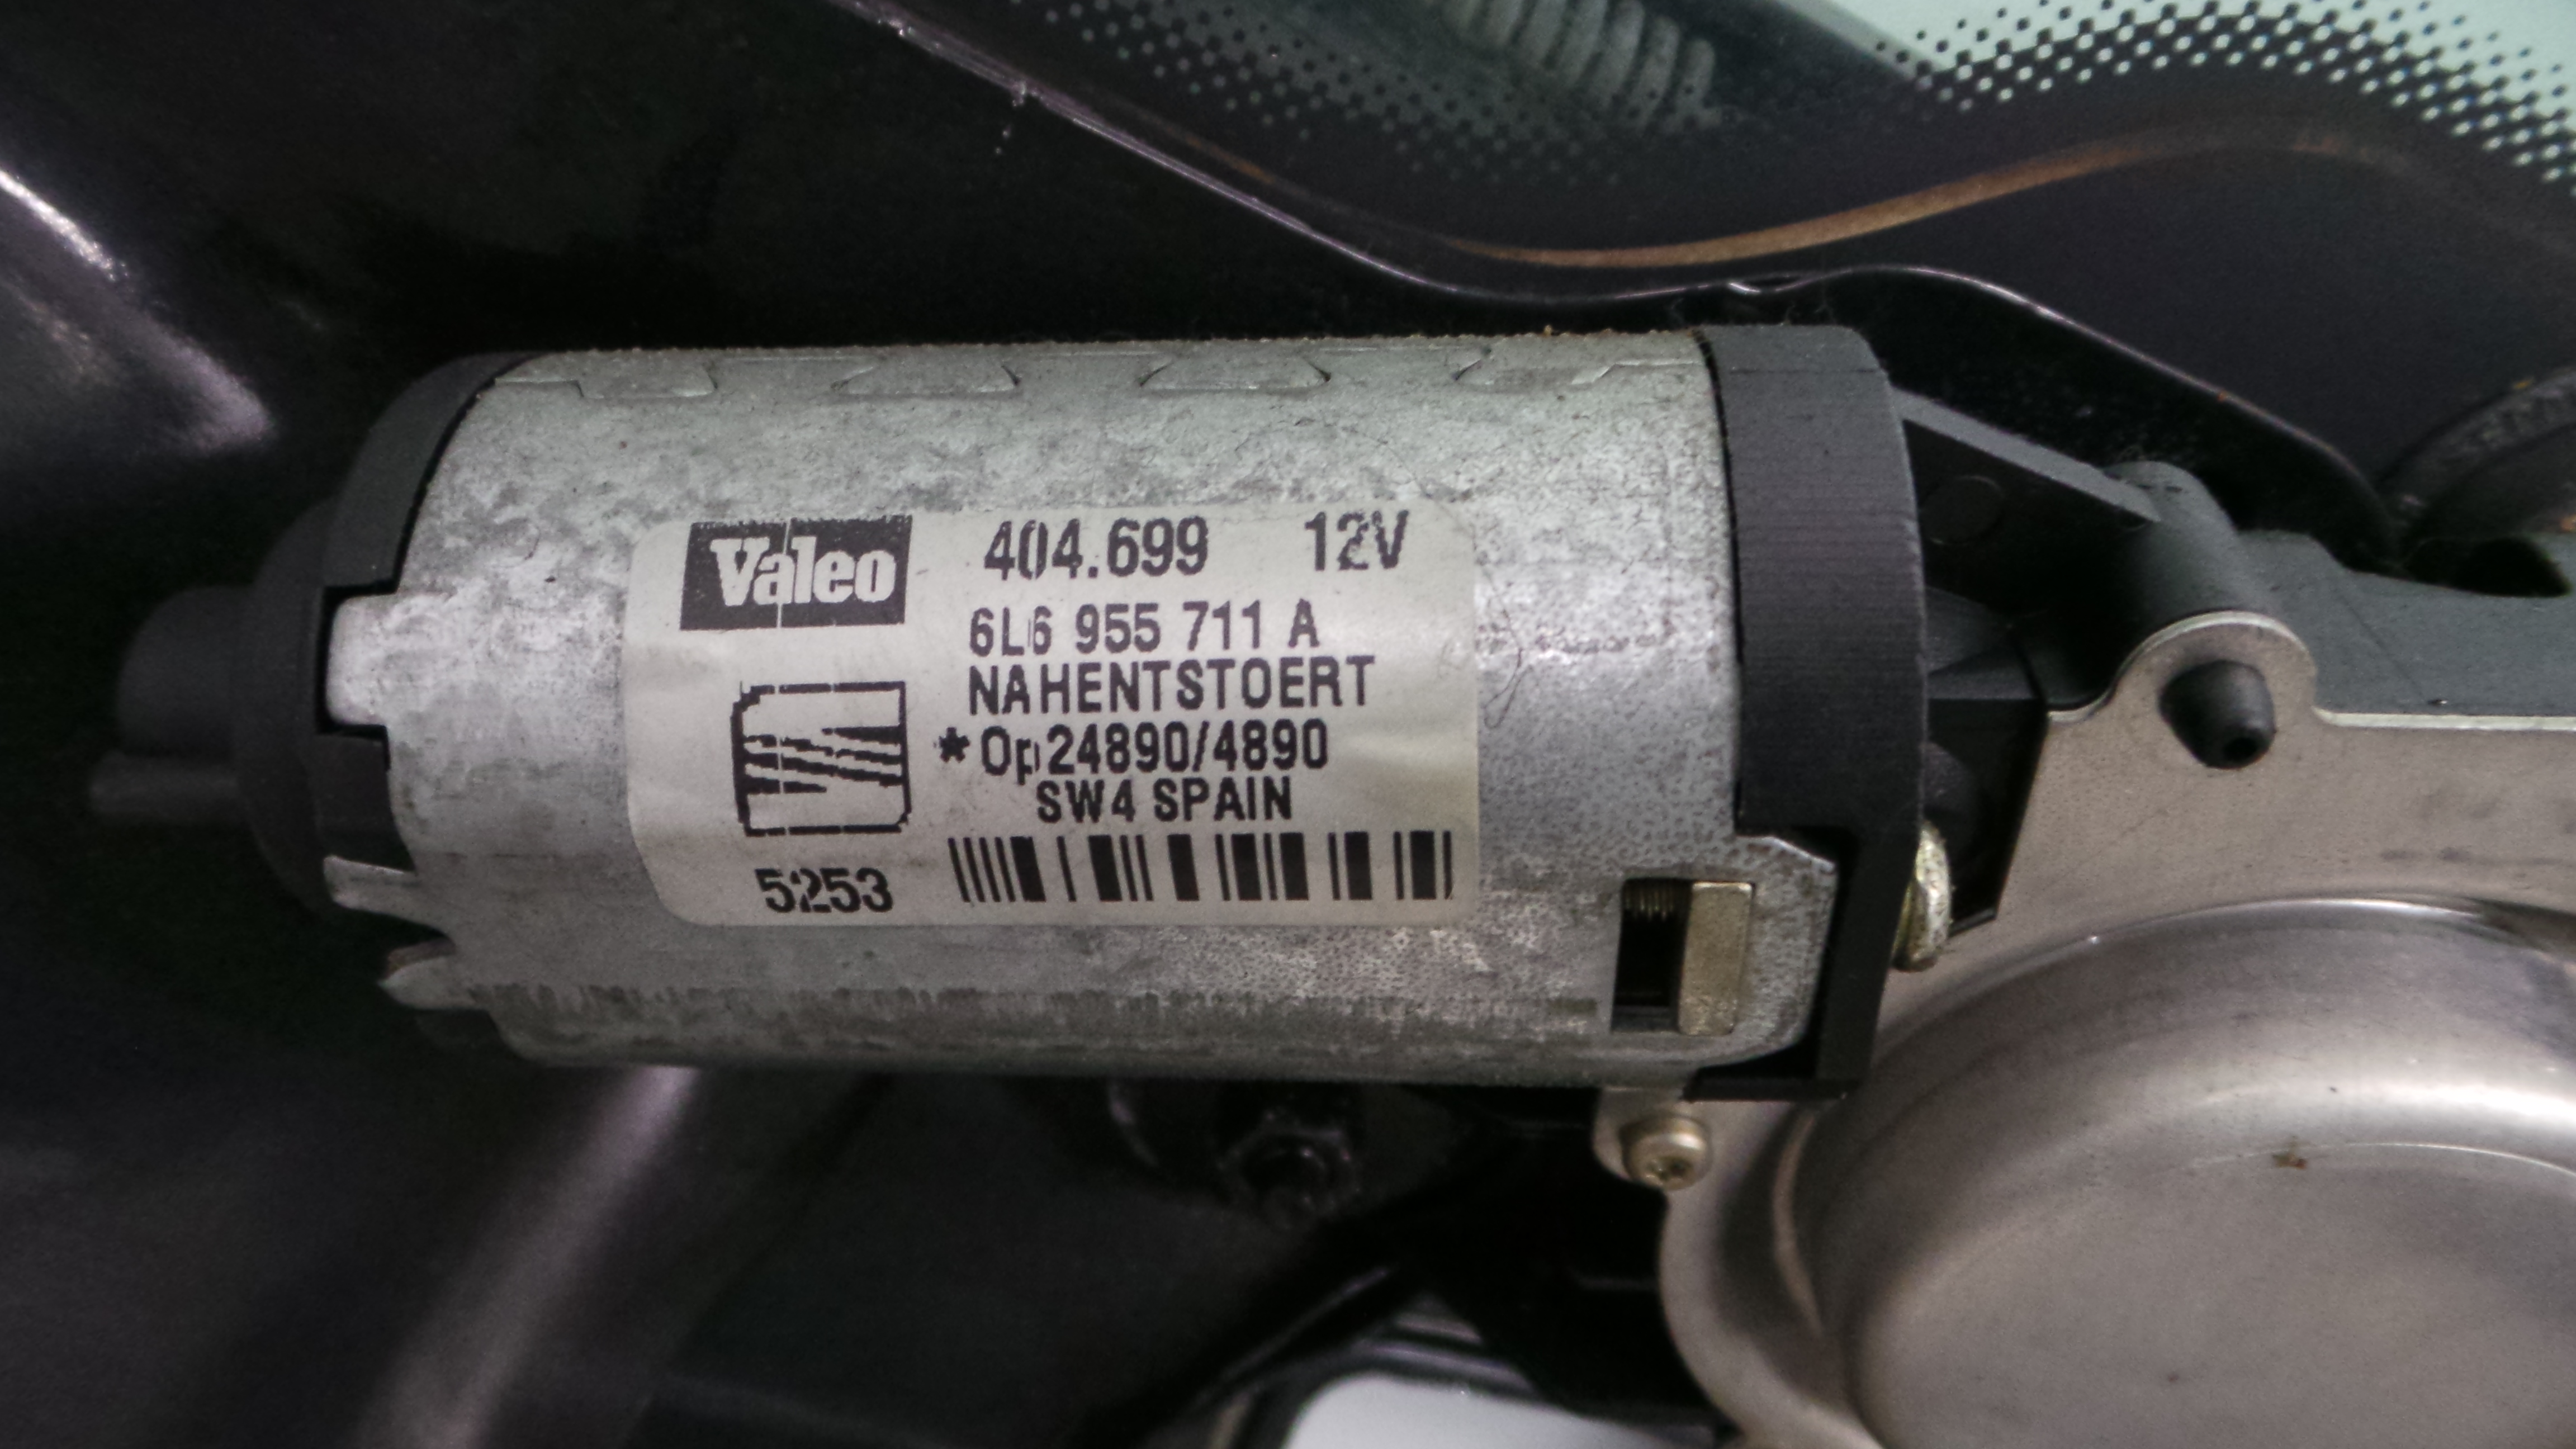 Valeo 404.699 12V
6L6 955 711 A
NAHENTSTOERT
*Op24890/4890
SW4 SPAIN
5253